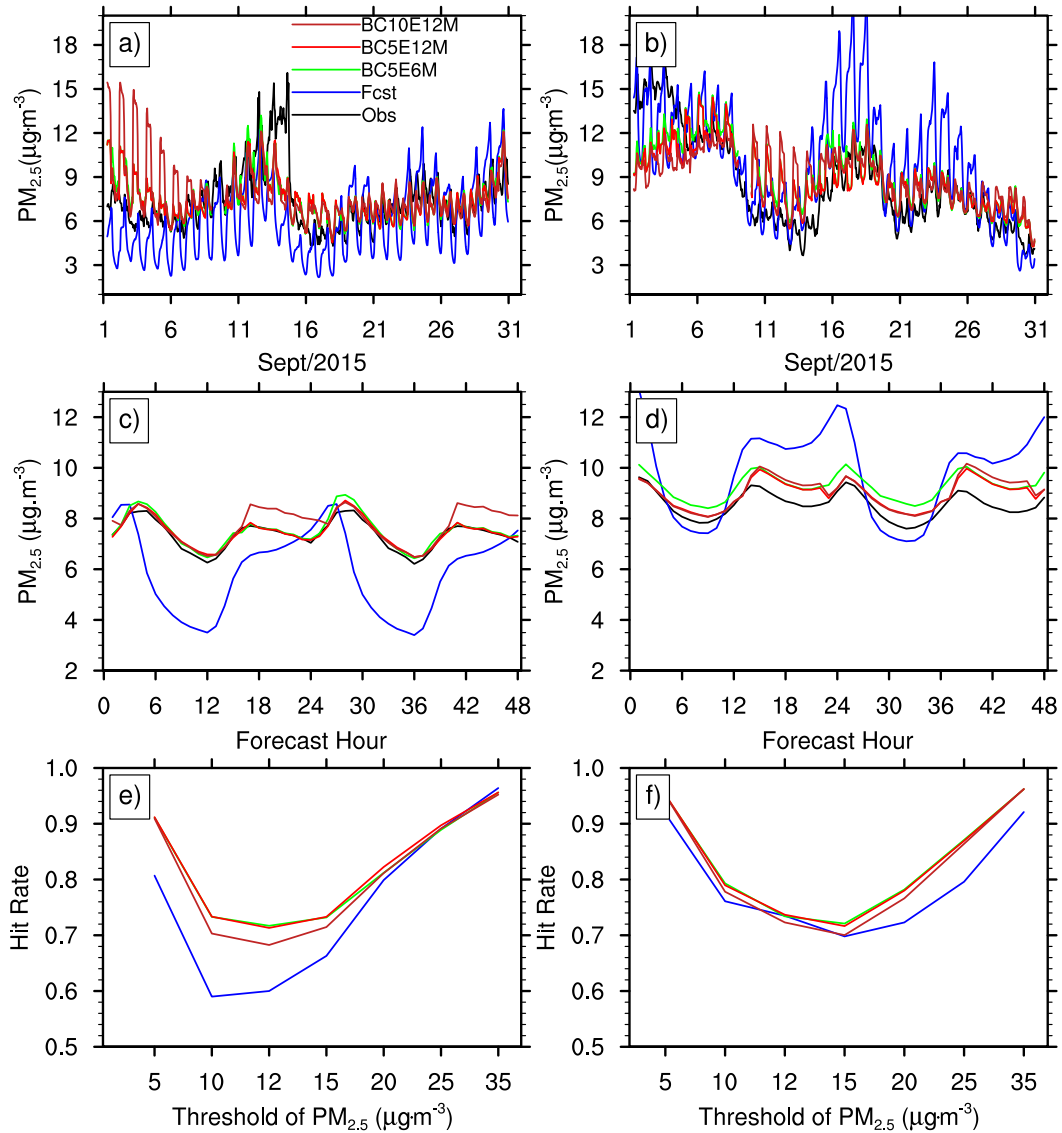 a)
BC10E12M
BC5E12M
BC5E6M
Fcst
Obs
PM2.5(μg·m-3)
18
15
12
9
6
3
1 6 11 16 21 26 31
Sept/2015
b)
PM2.5(μg·m-3)
18
15
12
9
6
3
1 6 11 16 21 26 31
Sept/2015
c)
PM2.5 (μg.m-3)
12
10
8
6
4
2
0 6 12 18 24 30 36 42 48
Forecast Hour
d)
PM2.5 (μg.m-3)
12
10
8
6
4
2
0 6 12 18 24 30 36 42 48
Forecast Hour
e)
Hit Rate
1.0
0.9
0.8
0.7
0.6
0.5
5 10 12 15 20 25 35
Threshold of PM2.5 (μg·m-3)
f)
Hit Rate
1.0
0.9
0.8
0.7
0.6
0.5
5 10 12 15 20 25 35
Threshold of PM2.5 (μg·m-3)